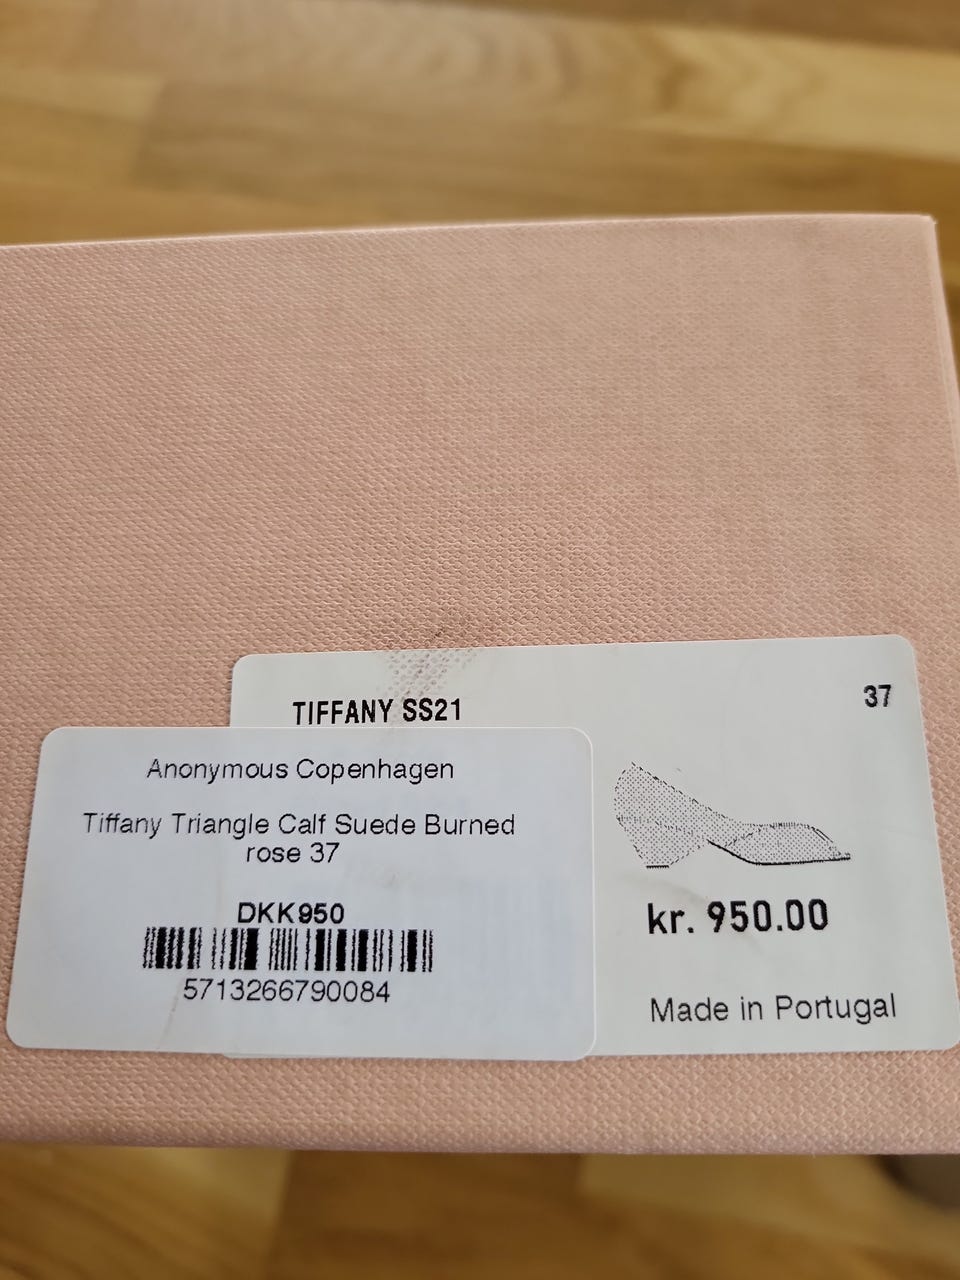 TIFFANY SS21
37
Anonymous Copenhagen
Tiffany Triangle Calf Suede Burned
rose 37
DKK950
5713266790084
kr. 950.00
Made in Portugal